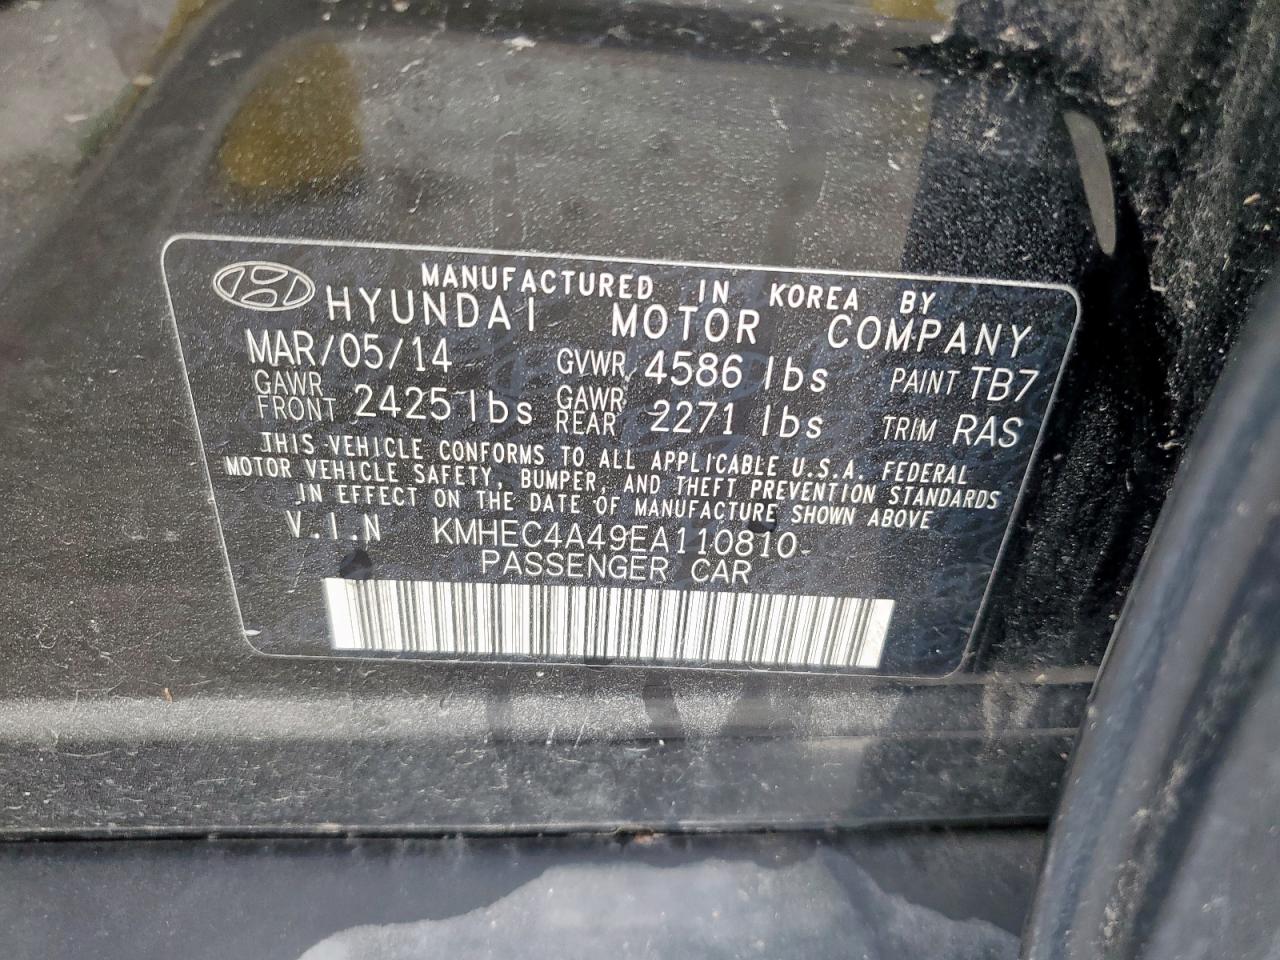 MANUFACTURED IN KOREA BY
HYUNDAI MOTOR COMPANY
MAR/05/14 GVWR 4586 lbs PAINT TB7
GAWR FRONT 2425 lbs GAWR REAR 2271 lbs TRIM RAS
THIS VEHICLE CONFORMS TO ALL APPLICABLE U.S.A. FEDERAL
MOTOR VEHICLE SAFETY, BUMPER, AND THEFT PREVENTION STANDARDS
IN EFFECT ON THE DATE OF MANUFACTURE SHOWN ABOVE
V.I.N KMHEC4A49EA110810
PASSENGER CAR